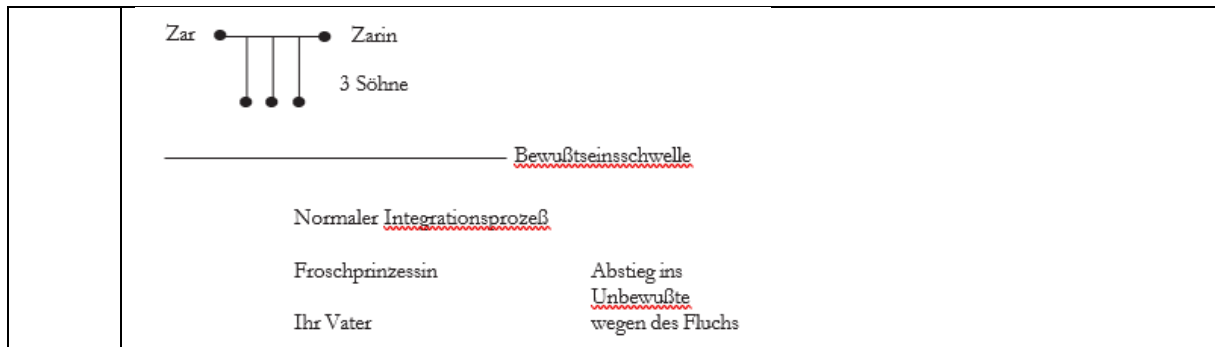 Zar Zarin
3 Söhne
Bewußtseinsschwelle
Normaler Integrationsprozeß
Froschprinzessin Abstieg ins
Unbewußte
Ihr Vater wegen des Fluchs